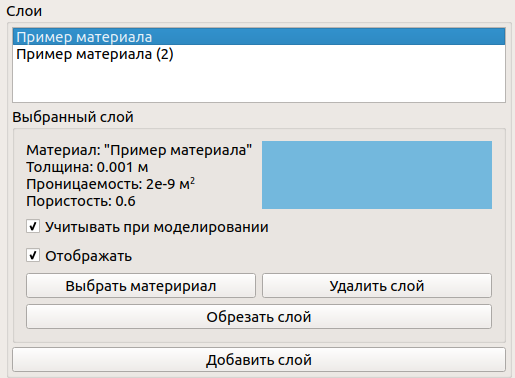 Слои
Пример материала
Пример материала (2)
Выбранный слой
Материал: "Пример материала"
Толщина: 0.001 м
Проницаемость: 2e-9 м²
Пористость: 0.6
Учитывать при моделировании
Отображать
Выбрать материриал
Удалить слой
Обрезать слой
Добавить слой